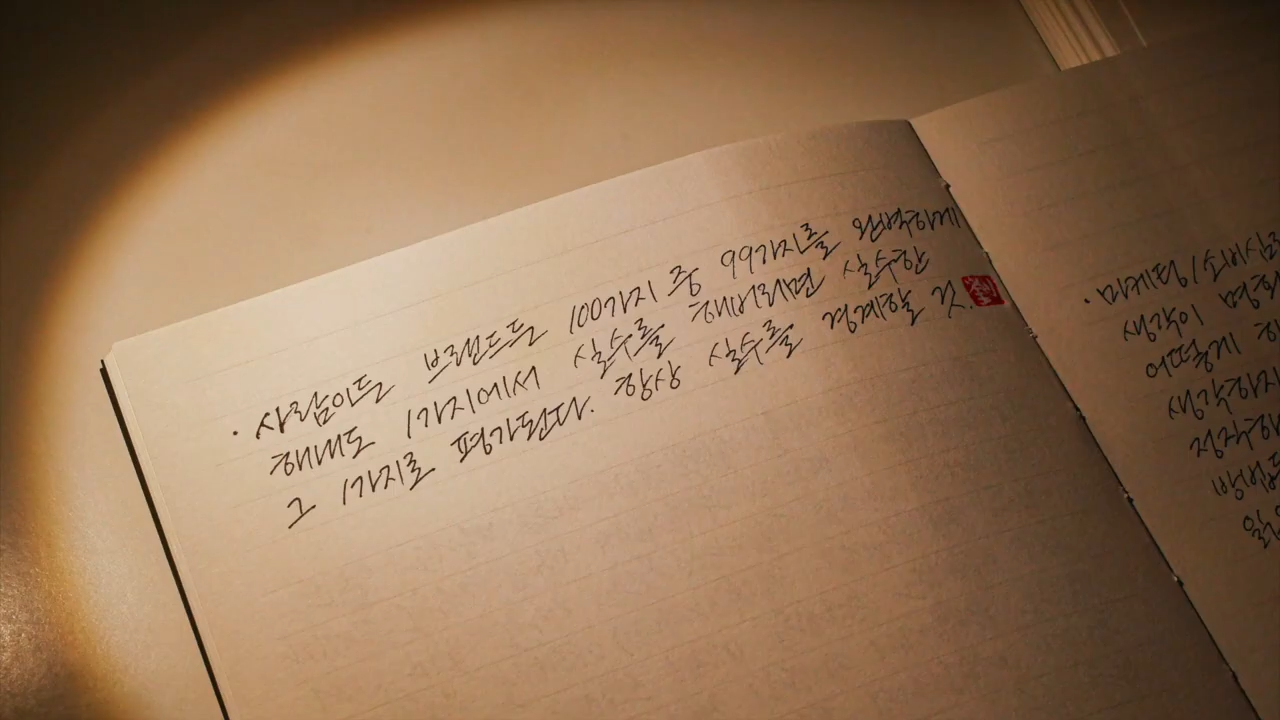 · 사람이든 브랜드든 100가지 중 99가지를 완벽하게
해내도 1가지에서 실수를 해버리면 실수한
그 1가지로 평가된다. 항상 실수를 경계할 것.
· 마케팅/소비심리
생각이 명확
어떻게
생각하지